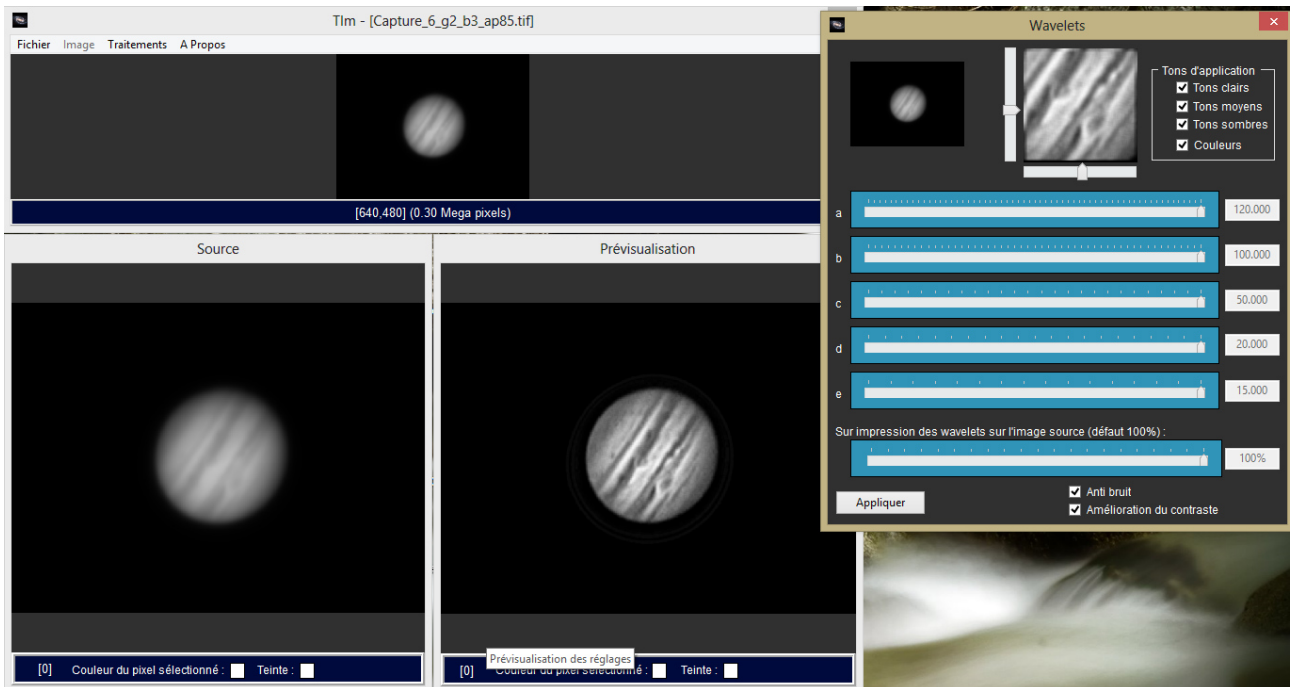 TIm - [Capture_6_g2_b3_ap85.tif]
Fichier Image Traitements A Propos
[640,480] (0.30 Mega pixels)
Source
Prévisualisation
[0] Couleur du pixel sélectionné : Teinte :
[0] Couleur du pixel sélectionné : Teinte :
Prévisualisation des réglages
Wavelets
Tons d'application
Tons clairs
Tons moyens
Tons sombres
Couleurs
a 120.000
b 100.000
c 50.000
d 20.000
e 15.000
Sur impression des wavelets sur l'image source (défaut 100%) :
100%
Appliquer
Anti bruit
Amélioration du contraste